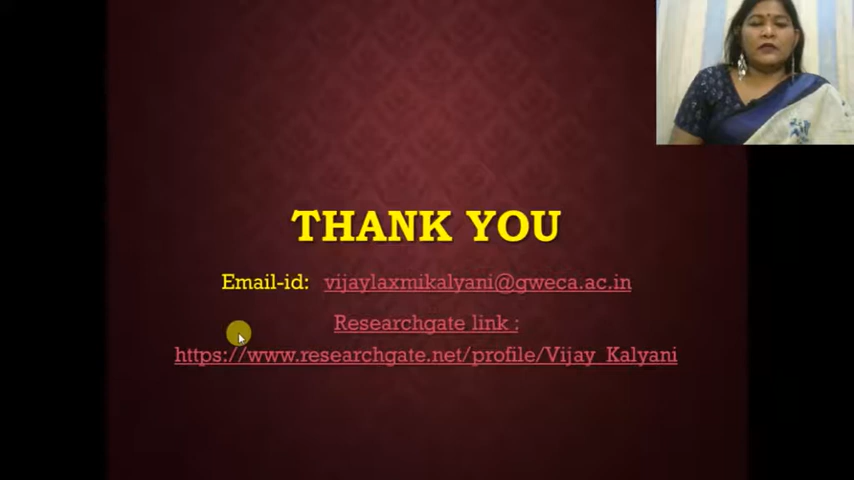 THANK YOU
Email-id: vijaylaxmikalyani@gweca.ac.in
Researchgate link :
https://www.researchgate.net/profile/Vijay_Kalyani